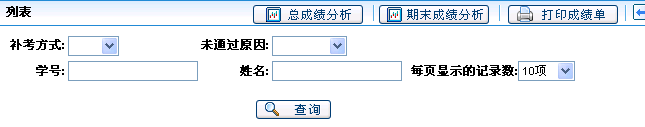 列表 总成绩分析 期末成绩分析 打印成绩单
补考方式: 未通过原因:
学号: 姓名: 每页显示的记录数: 10项
查询